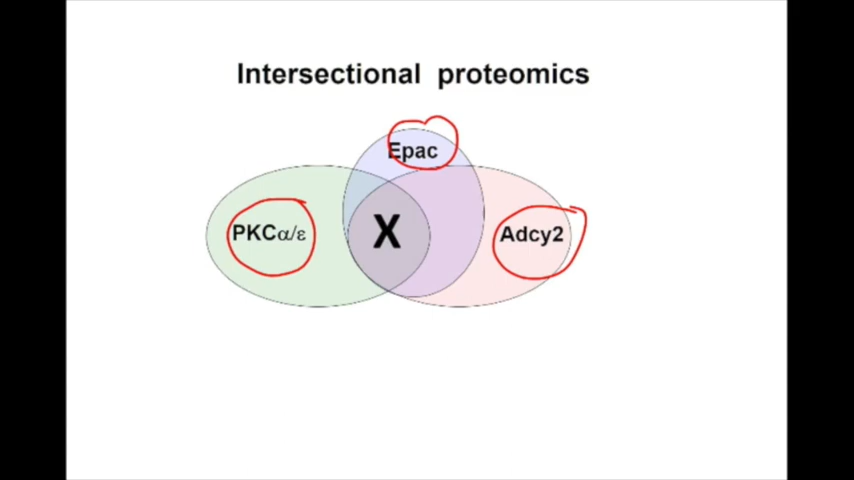 Intersectional proteomics
Epac
PKCα/ε
X
Adcy2